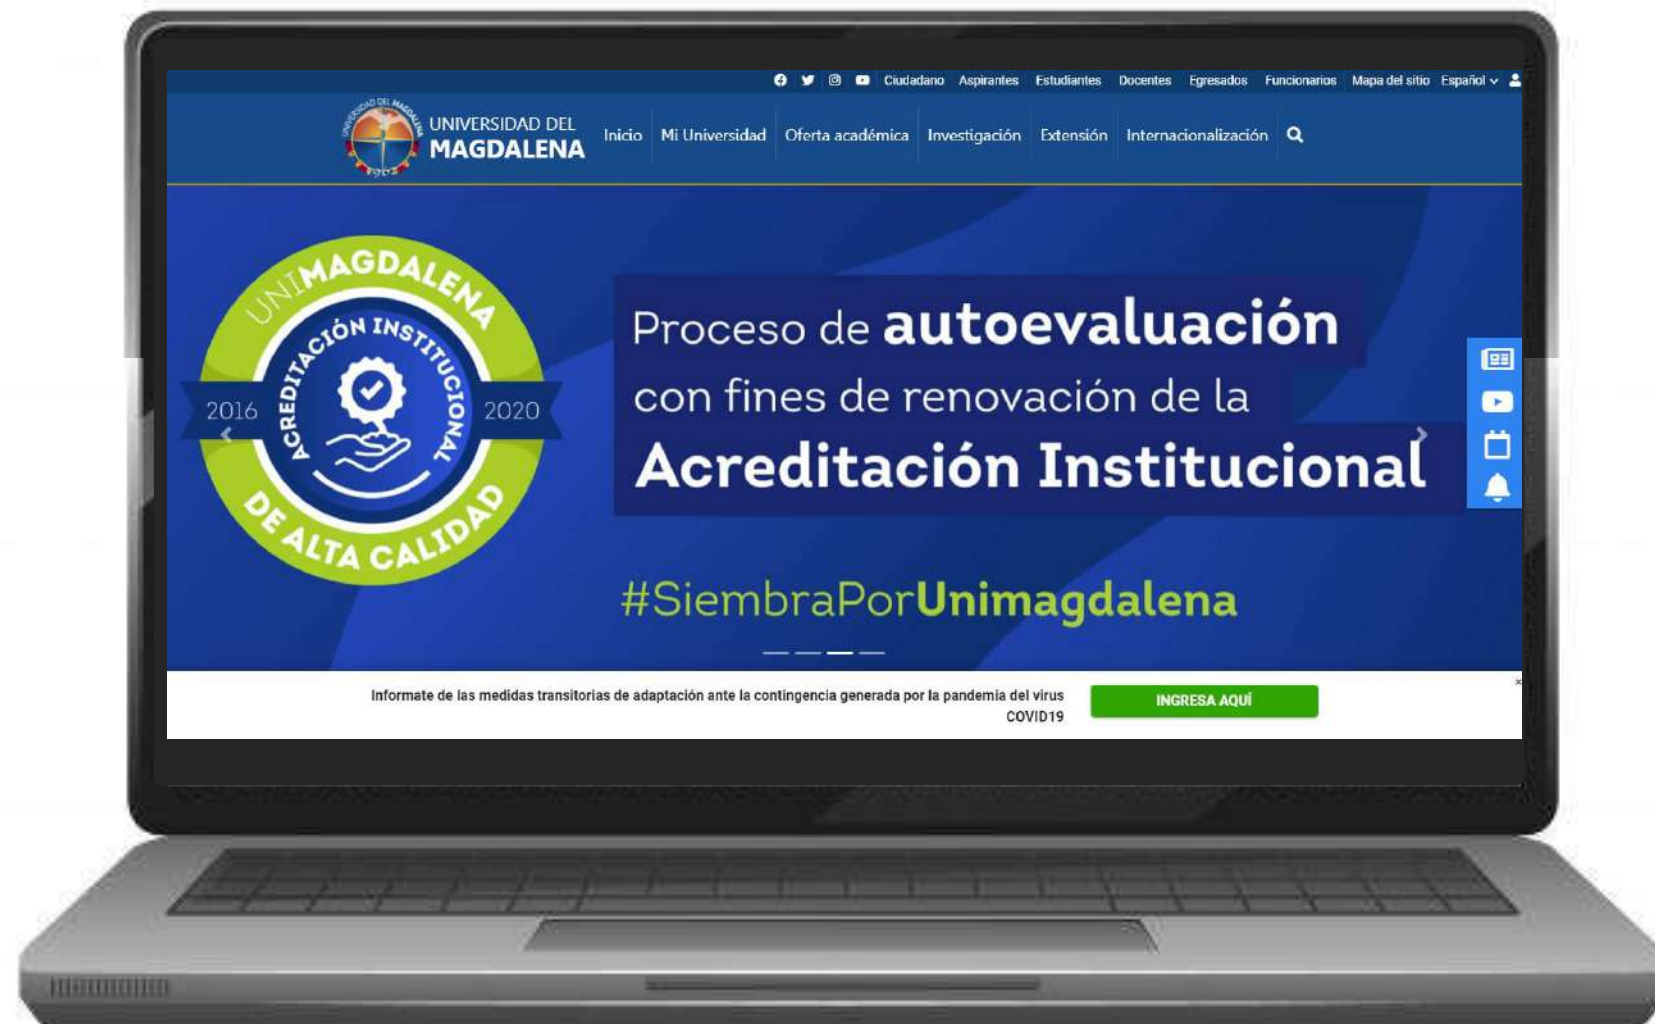 Ciudadano Aspirantes Estudiantes Docentes Egresados Funcionarios Mapa del sitio Español
UNIVERSIDAD DEL MAGDALENA
UNIVERSIDAD DEL
MAGDALENA
Inicio Mi Universidad Oferta académica Investigación Extensión Internacionalización
UNIMAGDALENA
ACREDITACIÓN INSTITUCIONAL
2016 2020
DE ALTA CALIDAD
Proceso de autoevaluación
con fines de renovación de la
Acreditación Institucional
#SiembraPorUnimagdalena
Informate de las medidas transitorias de adaptación ante la contingencia generada por la pandemia del virus
COVID19
INGRESA AQUÍ